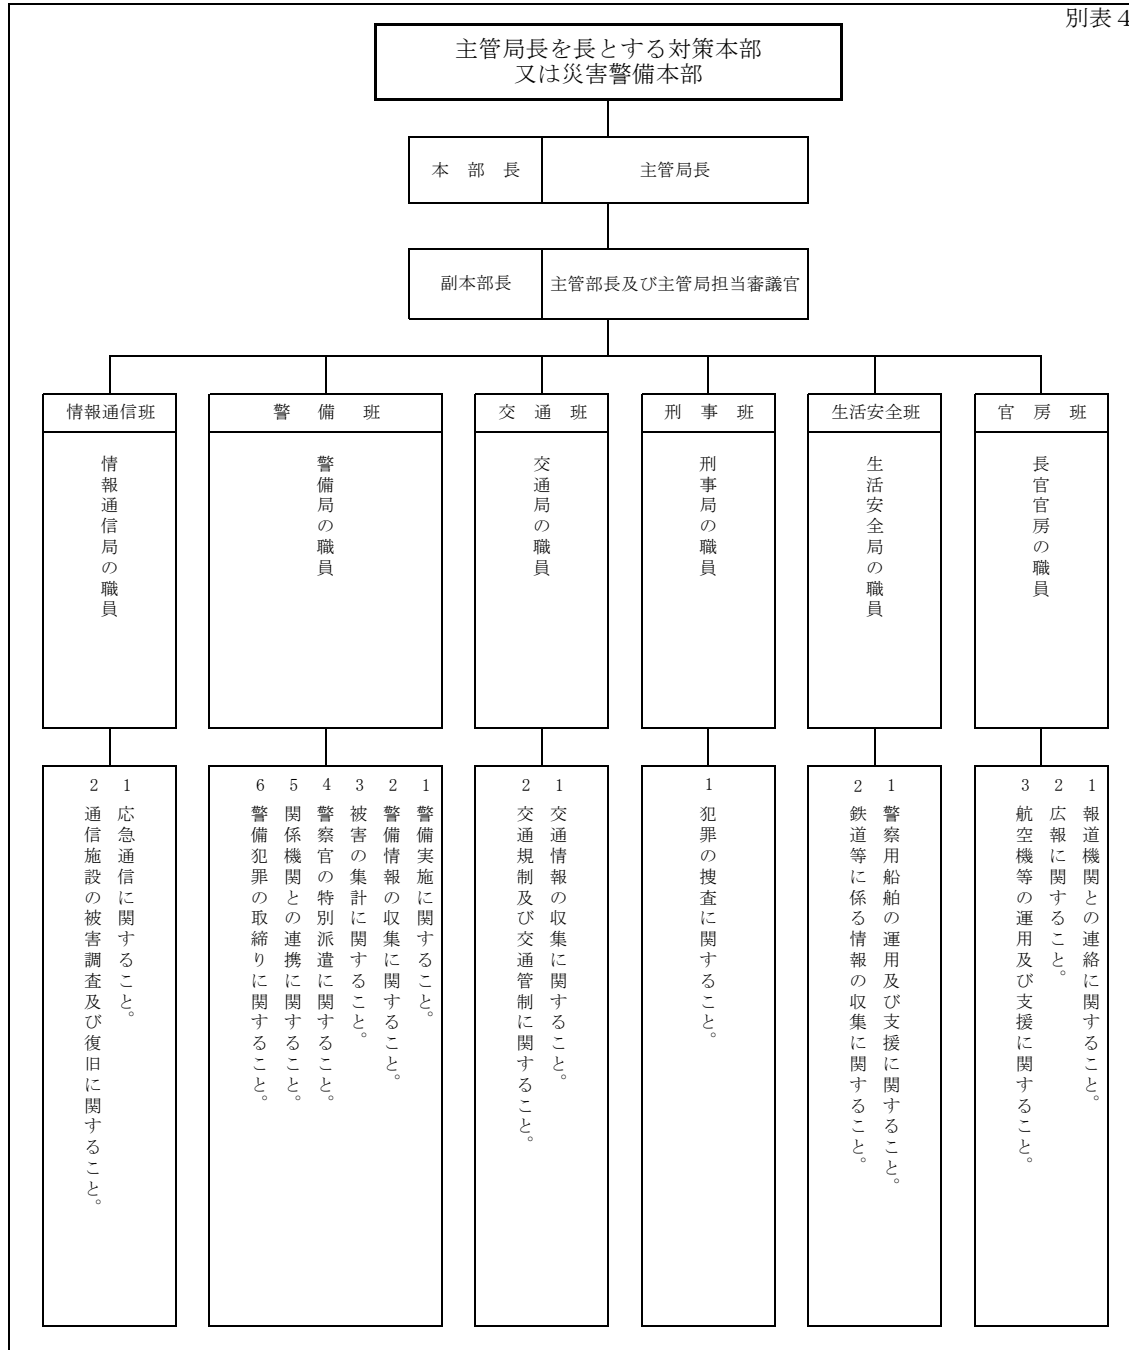 別表４
主管局長を長とする対策本部
又は災害警備本部
本部長
主管局長
副本部長
主管部長及び主管局担当審議官
官房班
長官官房の職員
１　報道機関との連絡に関すること。
２　広報に関すること。
３　航空機等の運用及び支援に関すること。
生活安全班
生活安全局の職員
１　警察用船舶の運用及び支援に関すること。
２　鉄道等に係る情報の収集に関すること。
刑事班
刑事局の職員
１　犯罪の捜査に関すること。
交通班
交通局の職員
１　交通情報の収集に関すること。
２　交通規制及び交通管制に関すること。
警備班
警備局の職員
１　警備実施に関すること。
２　警備情報の収集に関すること。
３　被害の集計に関すること。
４　警察官の特別派遣に関すること。
５　関係機関との連携に関すること。
６　警備犯罪の取締りに関すること。
情報通信班
情報通信局の職員
１　応急通信に関すること。
２　通信施設の被害調査及び復旧に関すること。